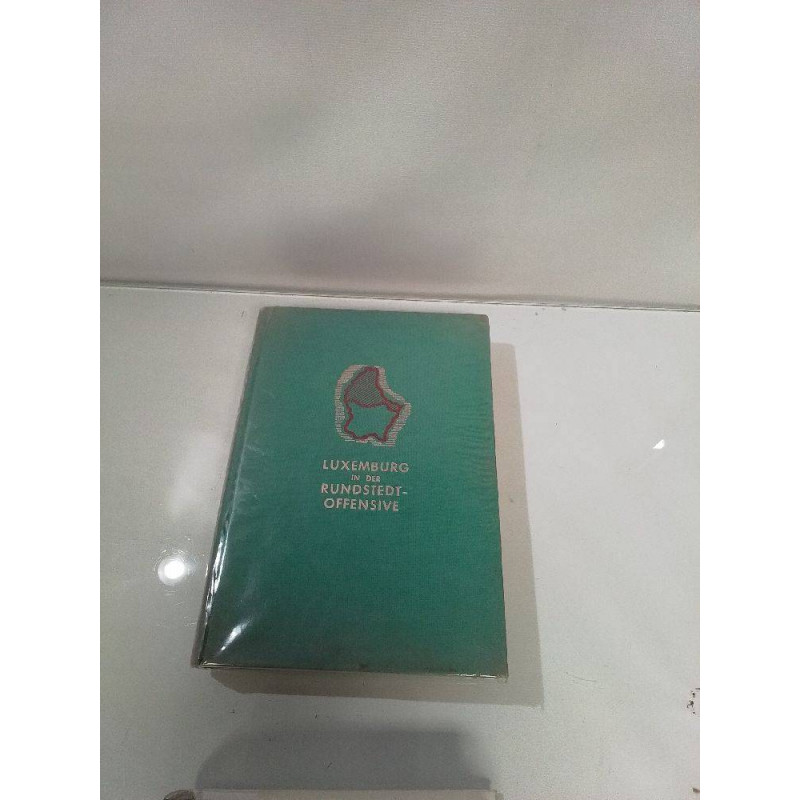 LUXEMBURG
IN DER
RUNDSTEDT-
OFFENSIVE